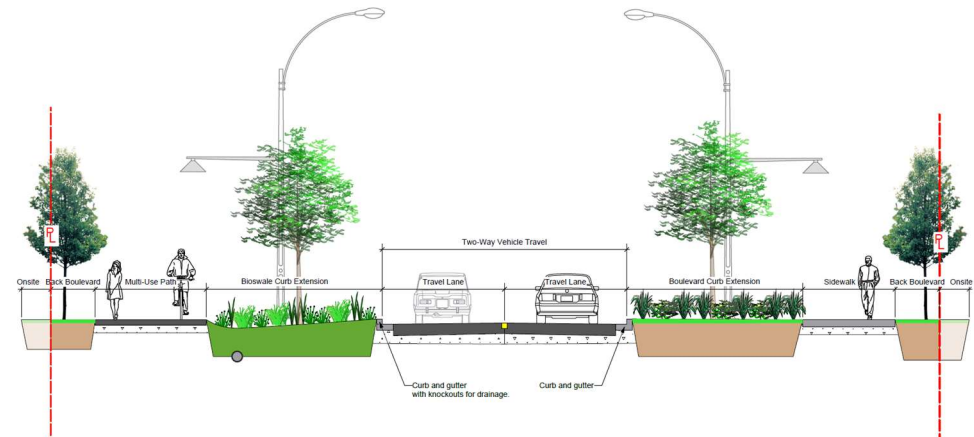 Two-Way Vehicle Travel
PL
PL
Onsite
Back Boulevard
Multi-Use Path
Bioswale Curb Extension
Travel Lane
Travel Lane
Boulevard Curb Extension
Sidewalk
Back Boulevard
Onsite
Curb and gutter
with knockouts for drainage.
Curb and gutter